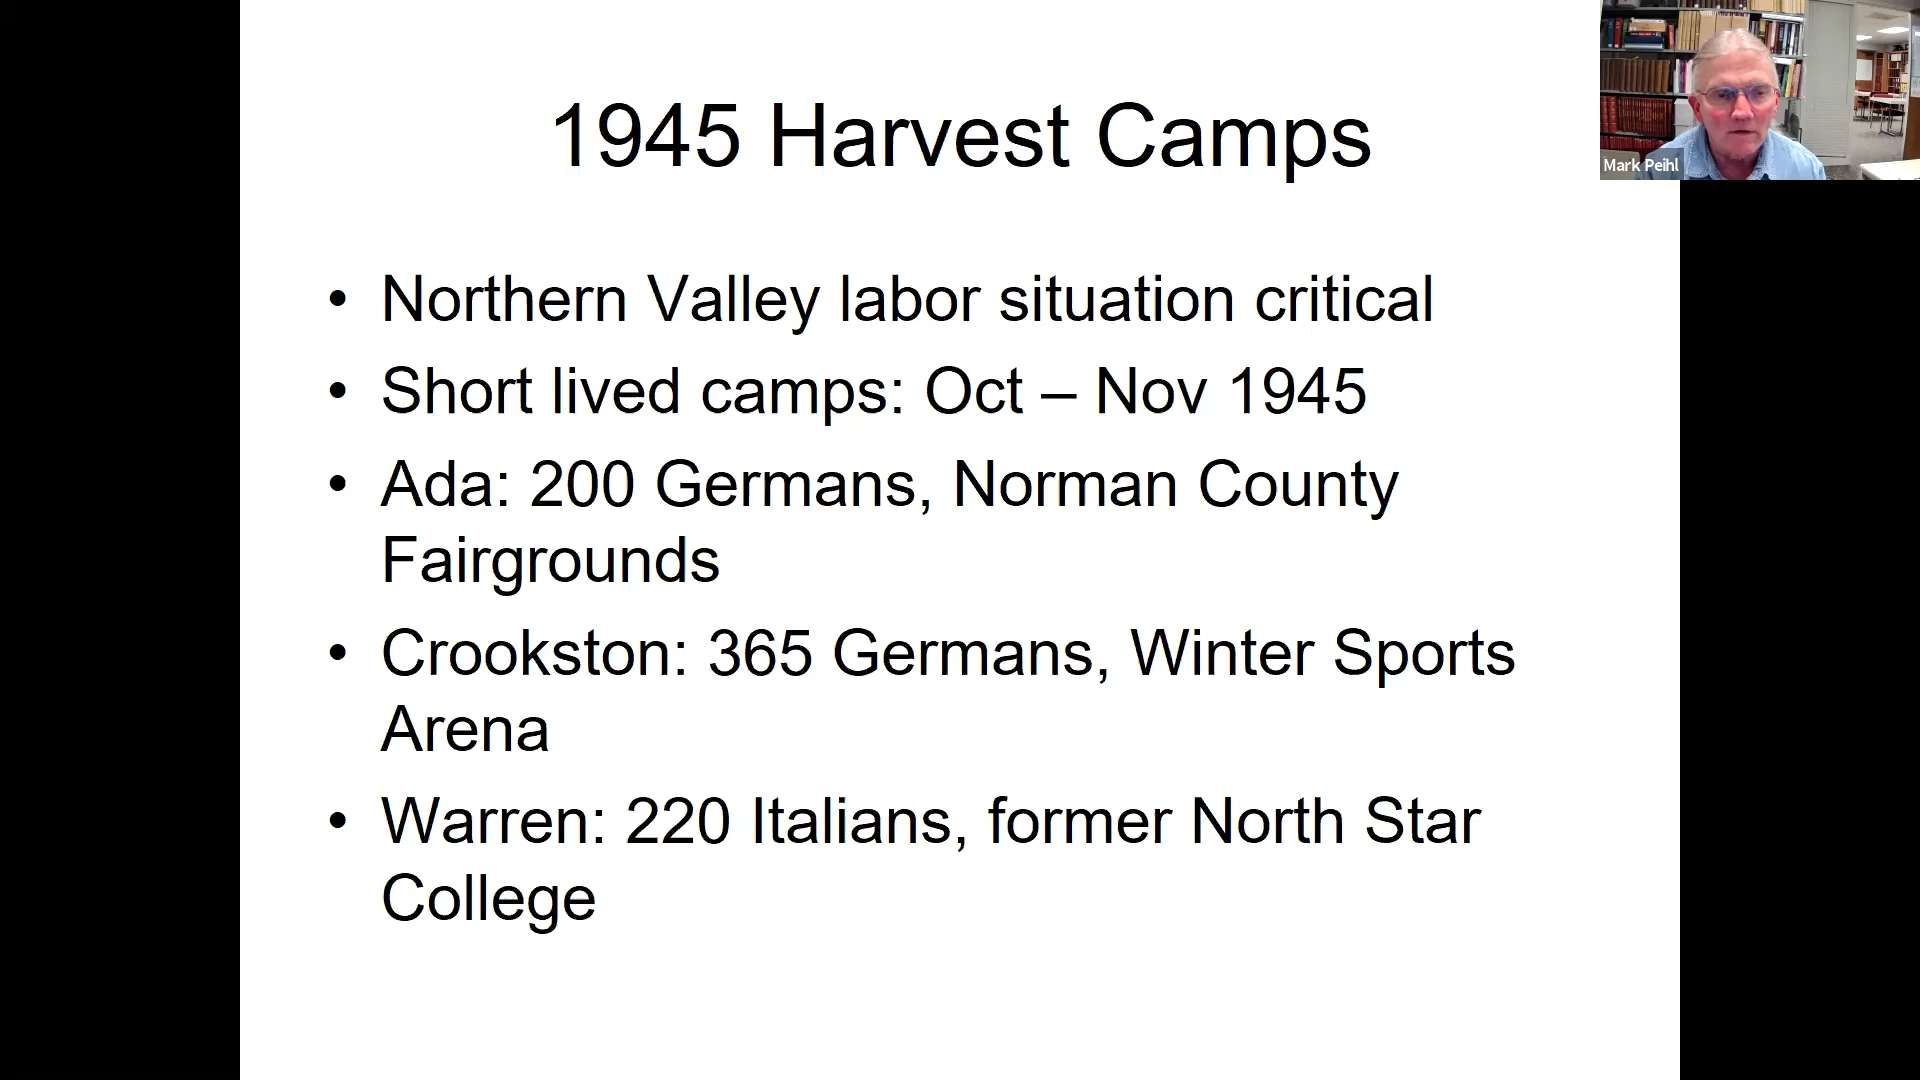 1945 Harvest Camps
Mark Peihl
• Northern Valley labor situation critical
• Short lived camps: Oct – Nov 1945
• Ada: 200 Germans, Norman County
Fairgrounds
• Crookston: 365 Germans, Winter Sports
Arena
• Warren: 220 Italians, former North Star
College